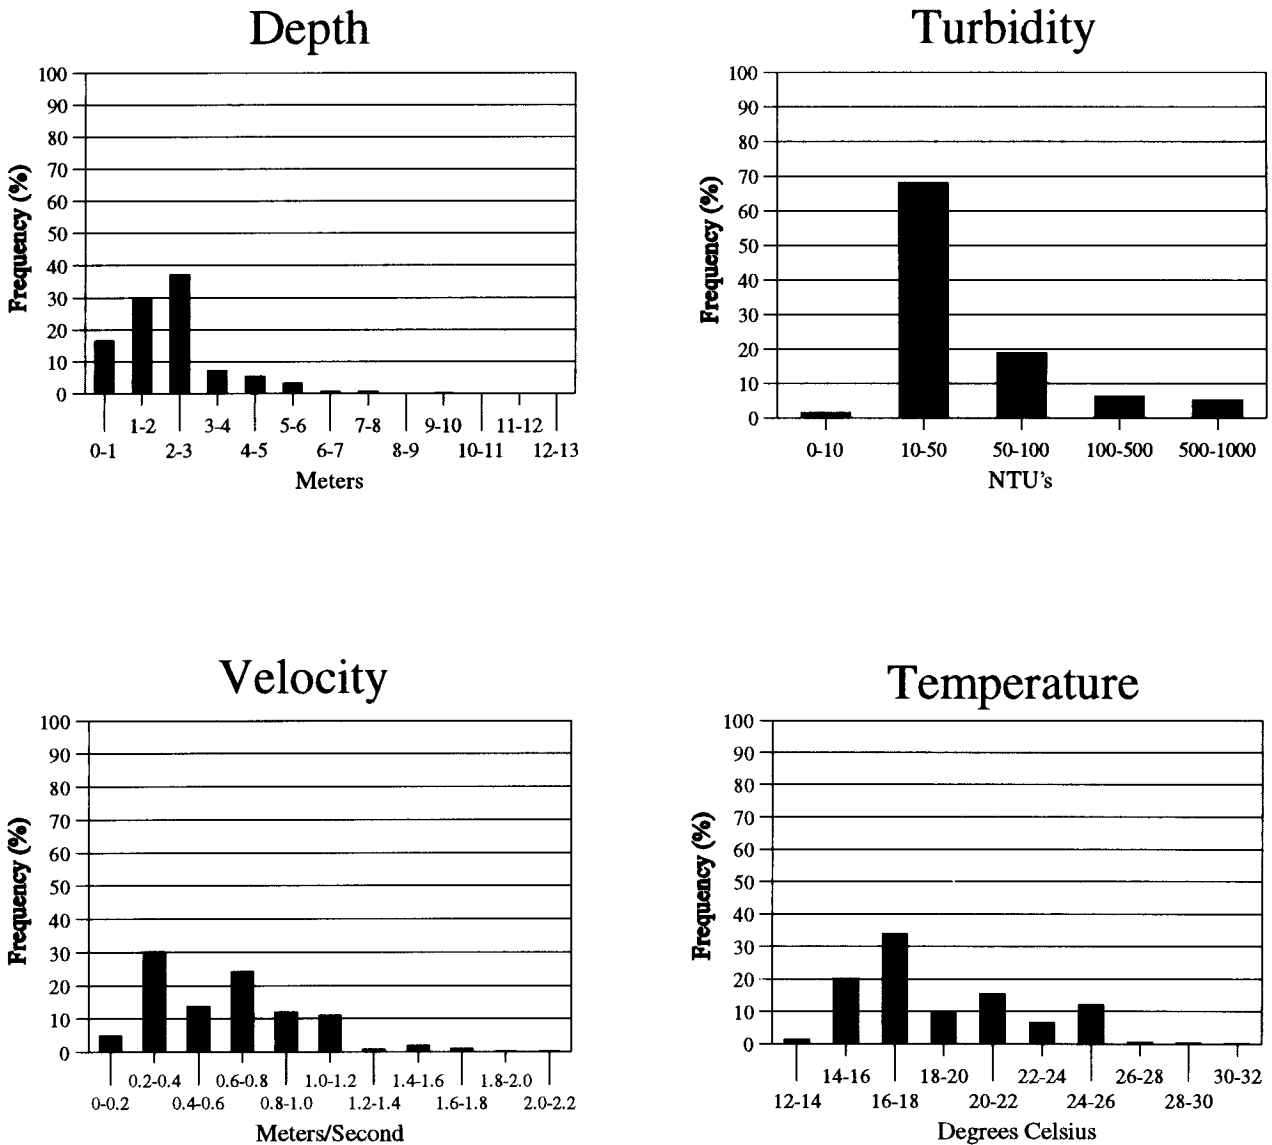 Depth
100
90
80
70
60
50
40
30
20
10
0
Frequency (%)
1-2 3-4 5-6 7-8 9-10 11-12
0-1 2-3 4-5 6-7 8-9 10-11 12-13
Meters
Turbidity
100
90
80
70
60
50
40
30
20
10
0
Frequency (%)
0-10 10-50 50-100 100-500 500-1000
NTU's
Velocity
100
90
80
70
60
50
40
30
20
10
0
Frequency (%)
0.2-0.4 0.6-0.8 1.0-1.2 1.4-1.6 1.8-2.0
0-0.2 0.4-0.6 0.8-1.0 1.2-1.4 1.6-1.8 2.0-2.2
Meters/Second
Temperature
100
90
80
70
60
50
40
30
20
10
0
Frequency (%)
14-16 18-20 22-24 26-28 30-32
12-14 16-18 20-22 24-26 28-30
Degrees Celsius